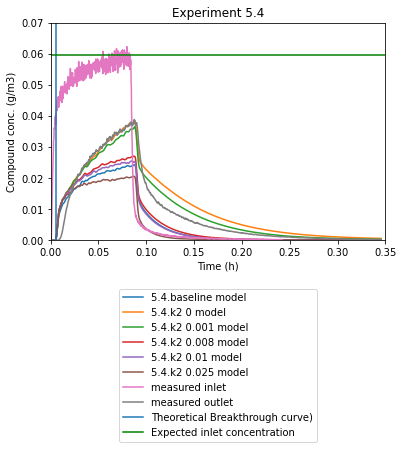 Experiment 5.4
0.07
0.06
0.05
0.04
0.03
0.02
0.01
0.00
Compound conc. (g/m3)
0.00 0.05 0.10 0.15 0.20 0.25 0.30 0.35
Time (h)
5.4.baseline model
5.4.k2 0 model
5.4.k2 0.001 model
5.4.k2 0.008 model
5.4.k2 0.01 model
5.4.k2 0.025 model
measured inlet
measured outlet
Theoretical Breakthrough curve)
Expected inlet concentration